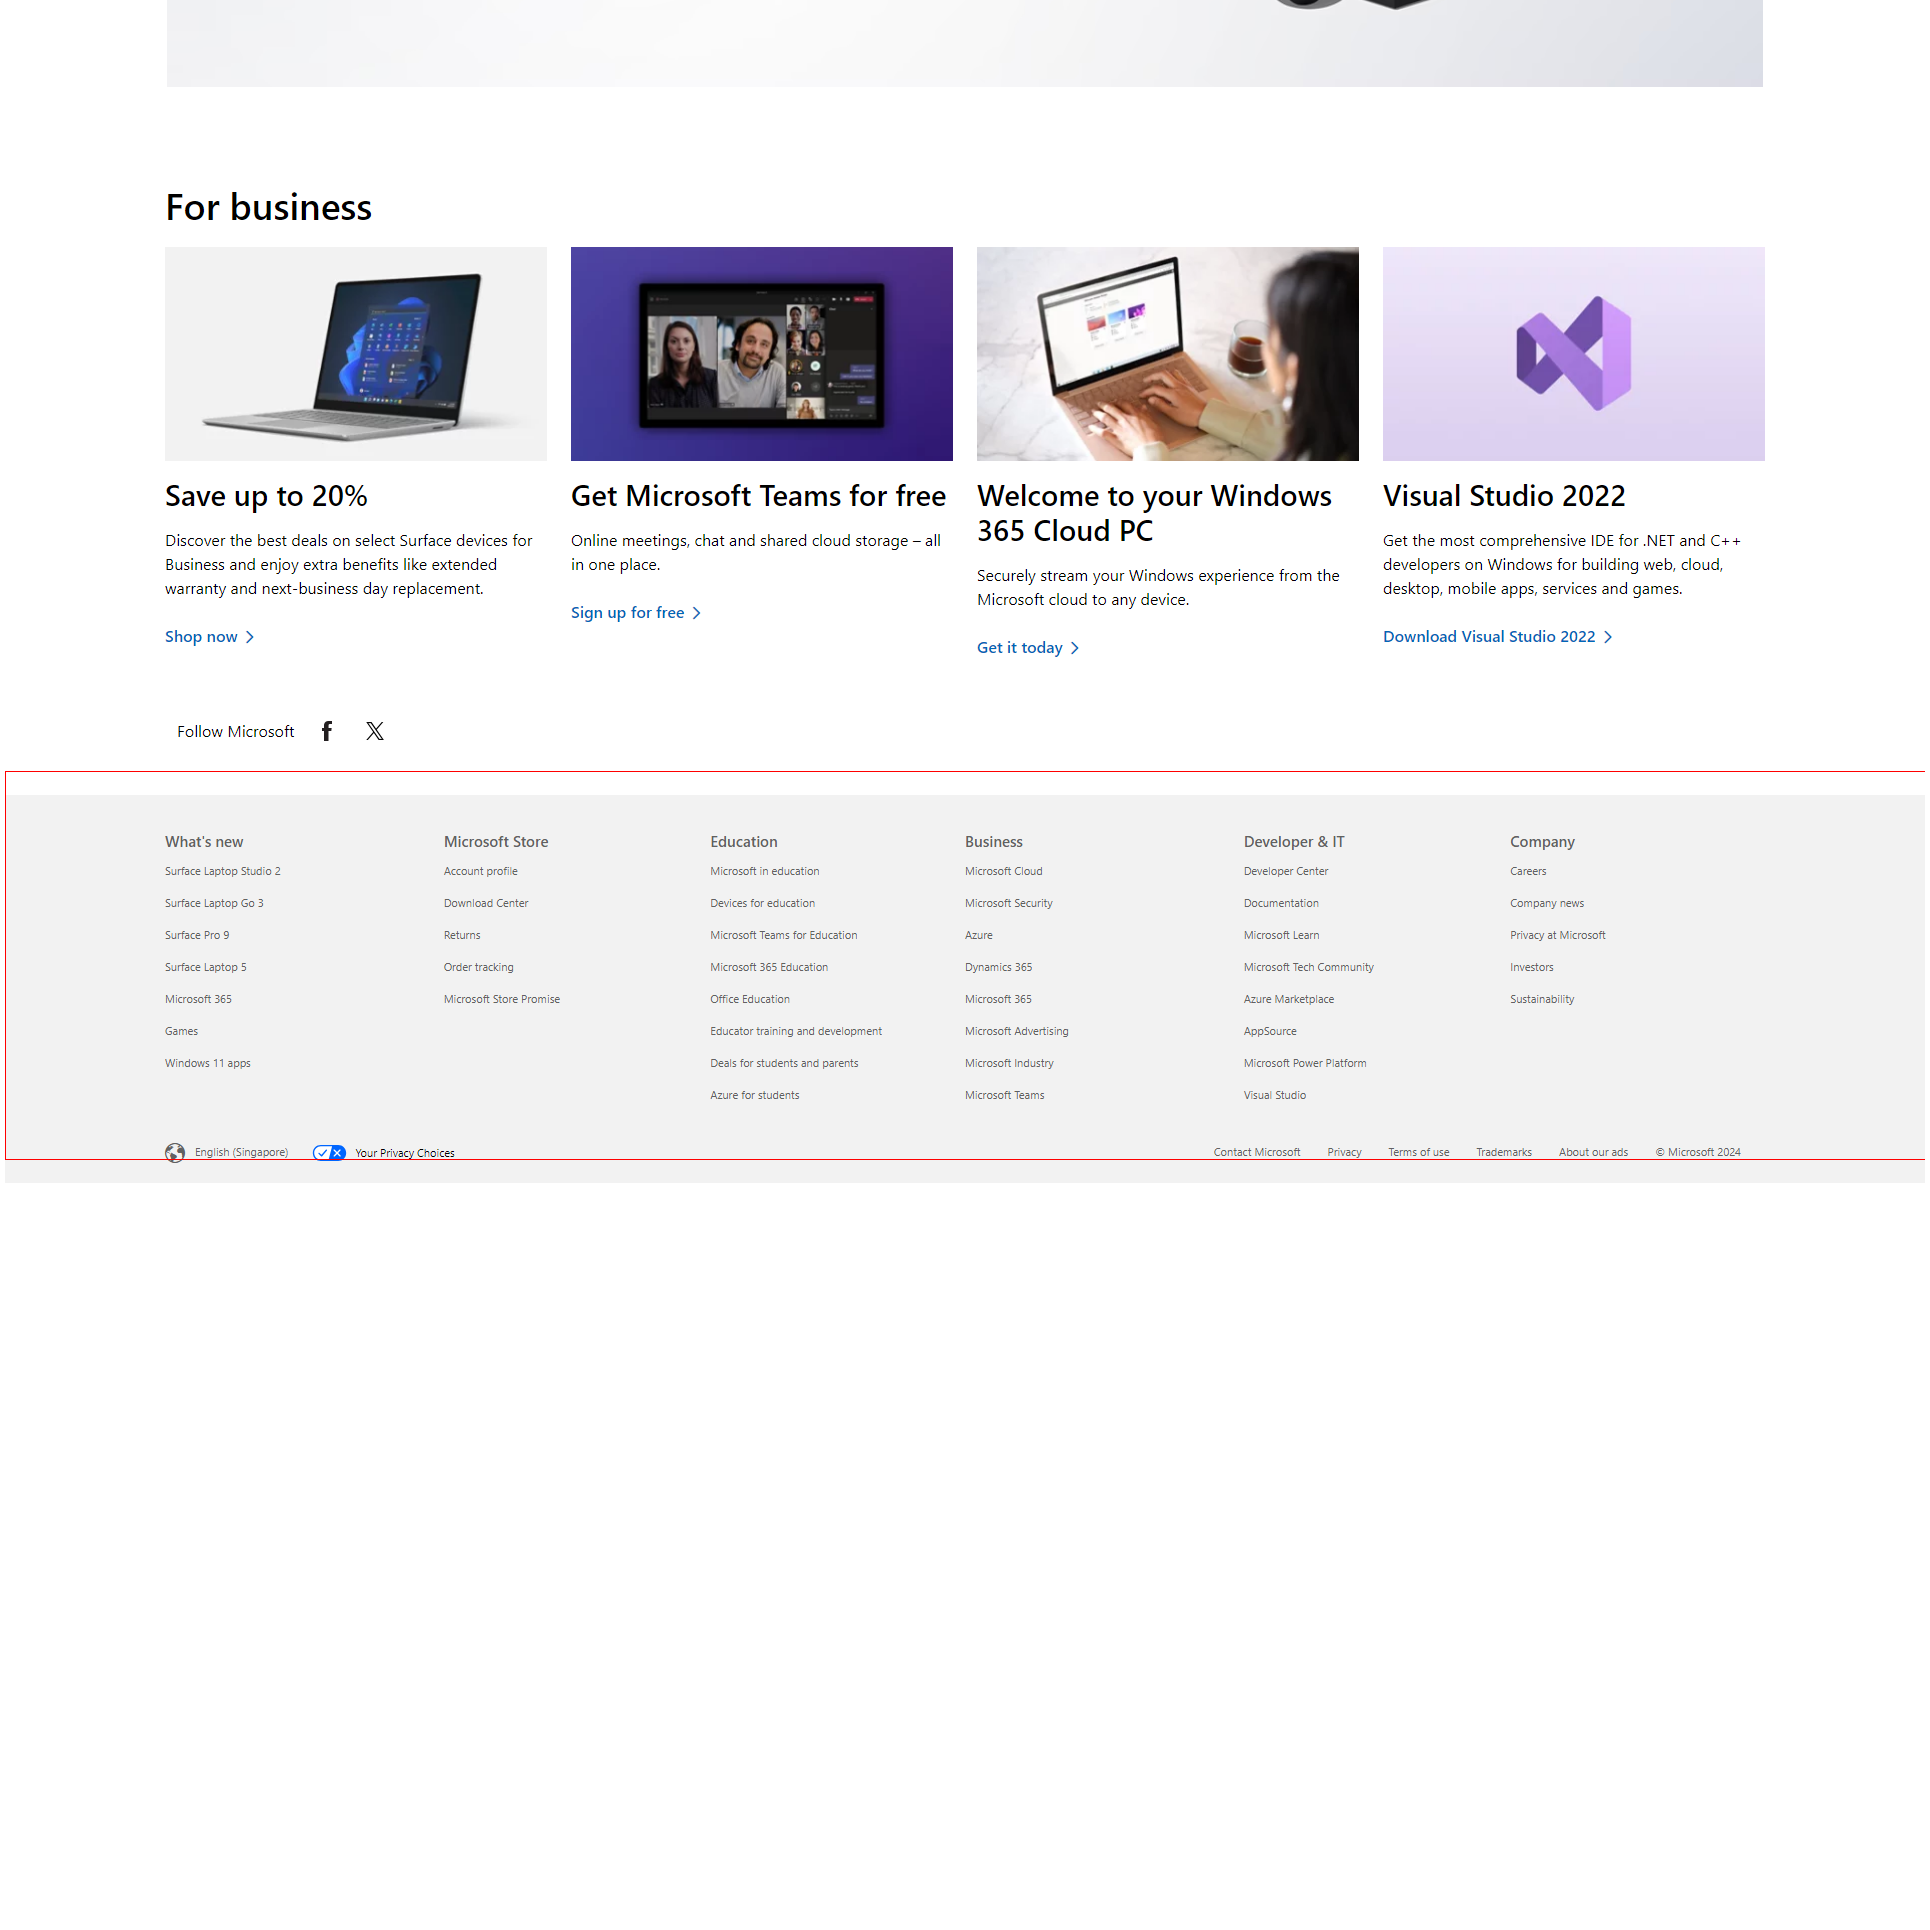 For business
Save up to 20%
Discover the best deals on select Surface devices for
Business and enjoy extra benefits like extended
warranty and next-business day replacement.
Shop now
Get Microsoft Teams for free
Online meetings, chat and shared cloud storage – all
in one place.
Sign up for free
Welcome to your Windows
365 Cloud PC
Securely stream your Windows experience from the
Microsoft cloud to any device.
Get it today
Visual Studio 2022
Get the most comprehensive IDE for .NET and C++
developers on Windows for building web, cloud,
desktop, mobile apps, services and games.
Download Visual Studio 2022
Follow Microsoft
What's new
Surface Laptop Studio 2
Surface Laptop Go 3
Surface Pro 9
Surface Laptop 5
Microsoft 365
Games
Windows 11 apps
Microsoft Store
Account profile
Download Center
Returns
Order tracking
Microsoft Store Promise
Education
Microsoft in education
Devices for education
Microsoft Teams for Education
Microsoft 365 Education
Office Education
Educator training and development
Deals for students and parents
Azure for students
Business
Microsoft Cloud
Microsoft Security
Azure
Dynamics 365
Microsoft 365
Microsoft Advertising
Microsoft Industry
Microsoft Teams
Developer & IT
Developer Center
Documentation
Microsoft Learn
Microsoft Tech Community
Azure Marketplace
AppSource
Microsoft Power Platform
Visual Studio
Company
Careers
Company news
Privacy at Microsoft
Investors
Sustainability
English (Singapore)
Your Privacy Choices
Contact Microsoft
Privacy
Terms of use
Trademarks
About our ads
© Microsoft 2024